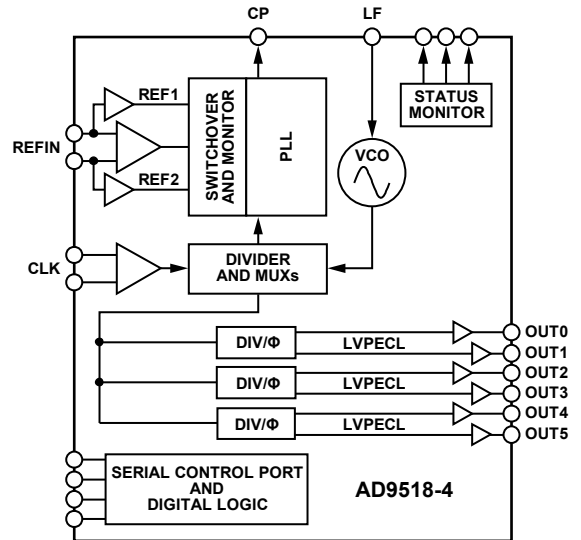 CP
LF
REF1
STATUS
MONITOR
REFIN
SWITCHOVER
AND MONITOR
PLL
VCO
REF2
CLK
DIVIDER
AND MUXs
DIV/Φ
LVPECL
OUT0
OUT1
DIV/Φ
LVPECL
OUT2
OUT3
DIV/Φ
LVPECL
OUT4
OUT5
SERIAL CONTROL PORT
AND
DIGITAL LOGIC
AD9518-4